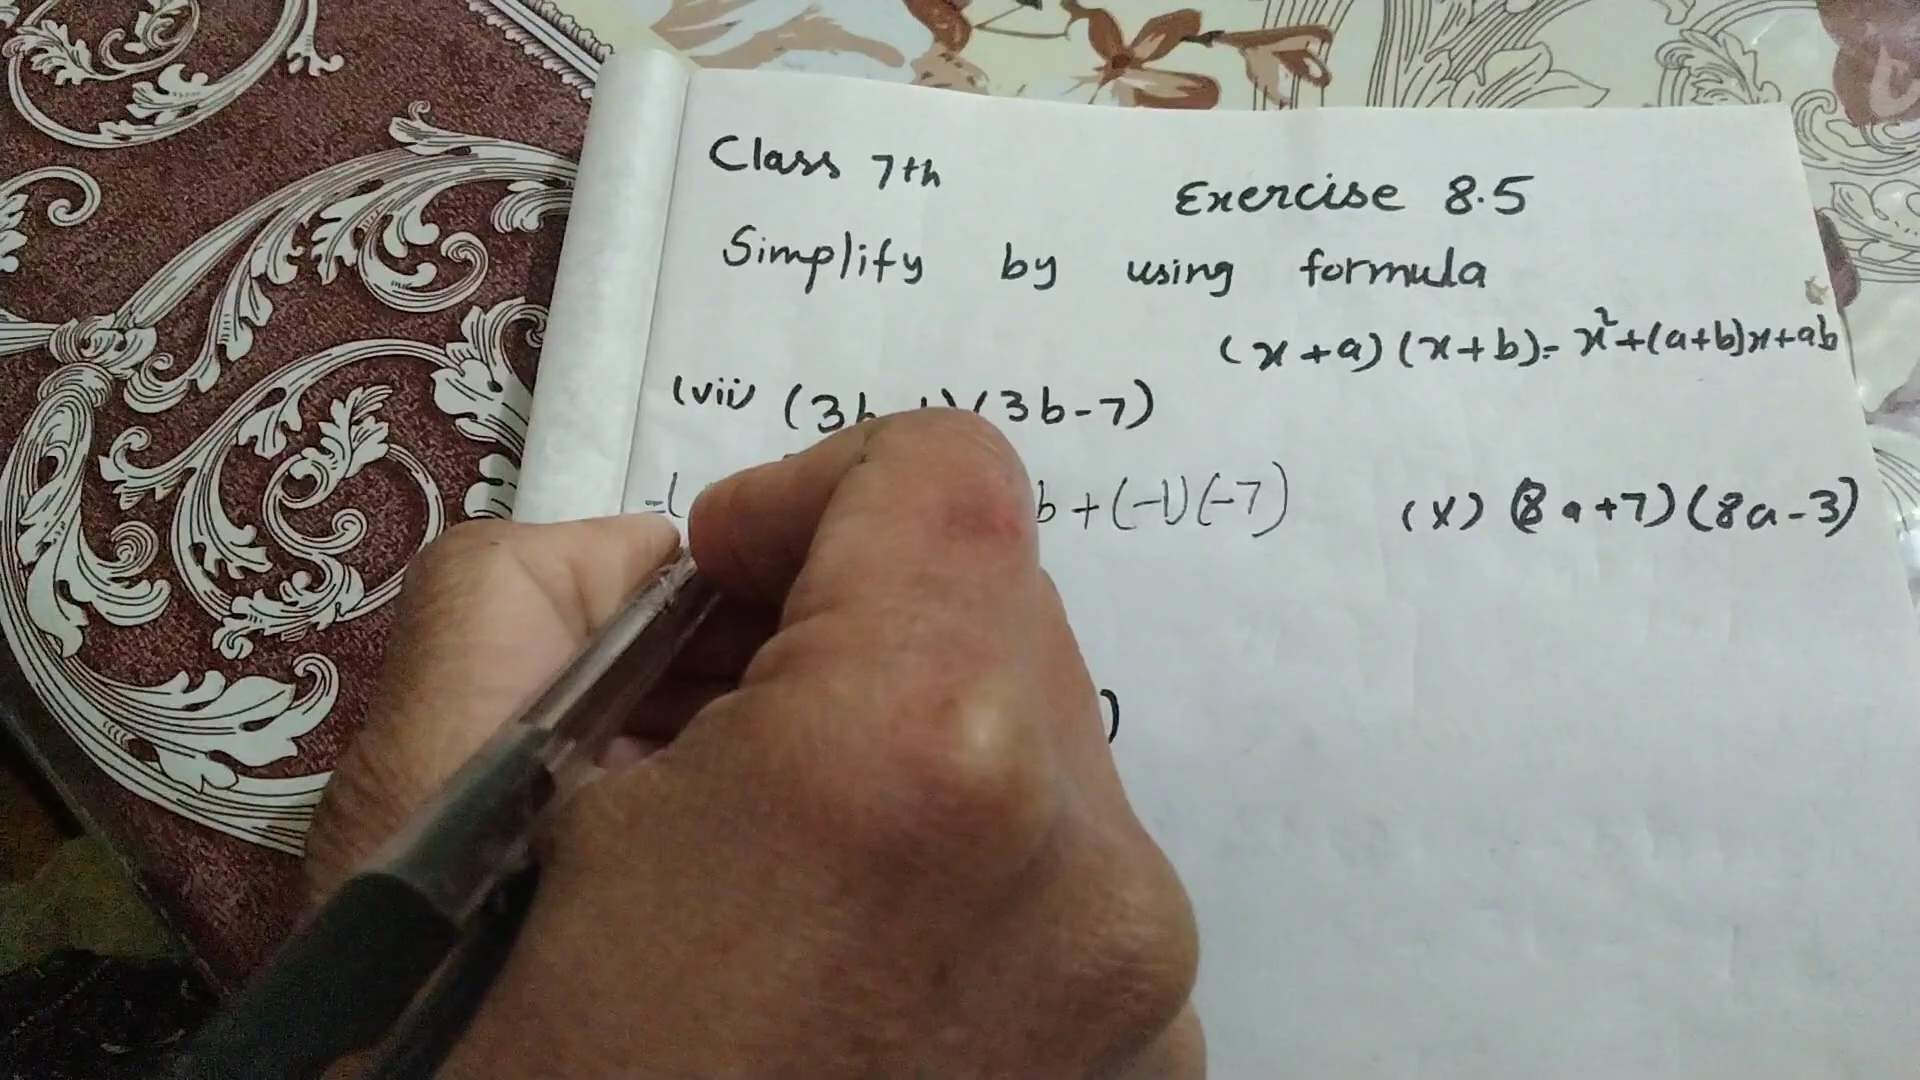 Class 7th
Exercise 8.5
Simplify by using formula
(x+a)(x+b)= x²+(a+b)x+ab
(vii) (3b-1)(3b-7)
=( b+(-1)(-7)
(x) (8a+7)(8a-3)
)